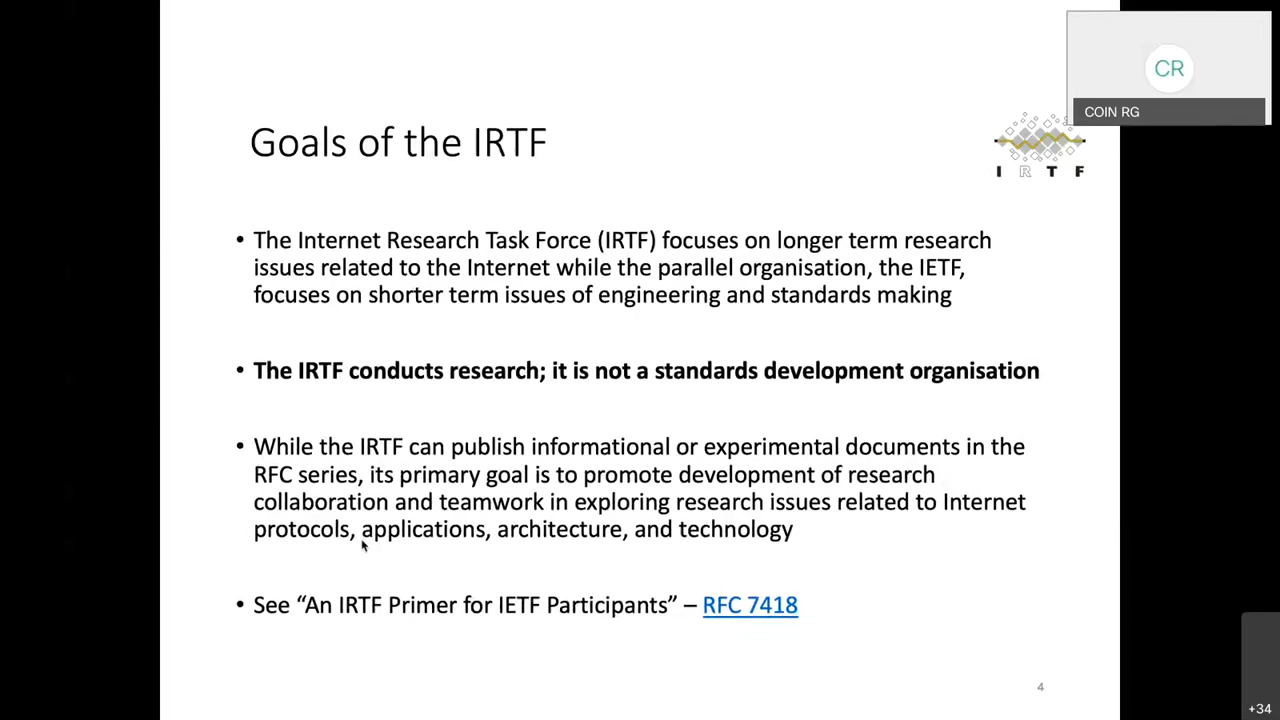 CR
COIN RG
Goals of the IRTF
I R T F
• The Internet Research Task Force (IRTF) focuses on longer term research
issues related to the Internet while the parallel organisation, the IETF,
focuses on shorter term issues of engineering and standards making
• The IRTF conducts research; it is not a standards development organisation
• While the IRTF can publish informational or experimental documents in the
RFC series, its primary goal is to promote development of research
collaboration and teamwork in exploring research issues related to Internet
protocols, applications, architecture, and technology
• See “An IRTF Primer for IETF Participants” – RFC 7418
4
+34